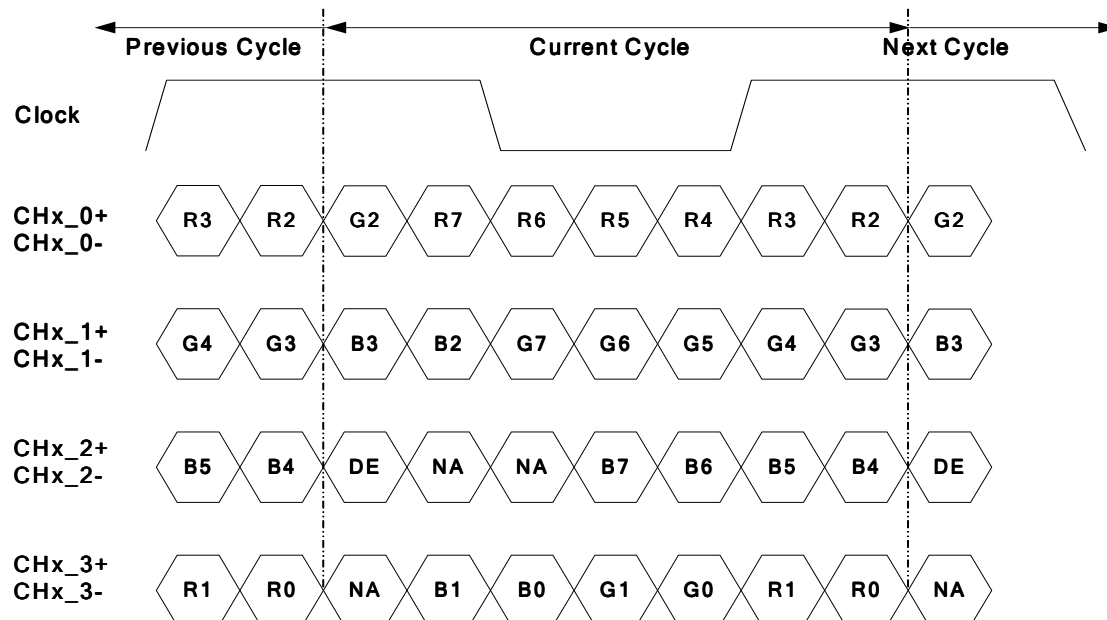 Previous Cycle Current Cycle Next Cycle
Clock
CHx_0+
CHx_0-
R3 R2 G2 R7 R6 R5 R4 R3 R2 G2
CHx_1+
CHx_1-
G4 G3 B3 B2 G7 G6 G5 G4 G3 B3
CHx_2+
CHx_2-
B5 B4 DE NA NA B7 B6 B5 B4 DE
CHx_3+
CHx_3-
R1 R0 NA B1 B0 G1 G0 R1 R0 NA